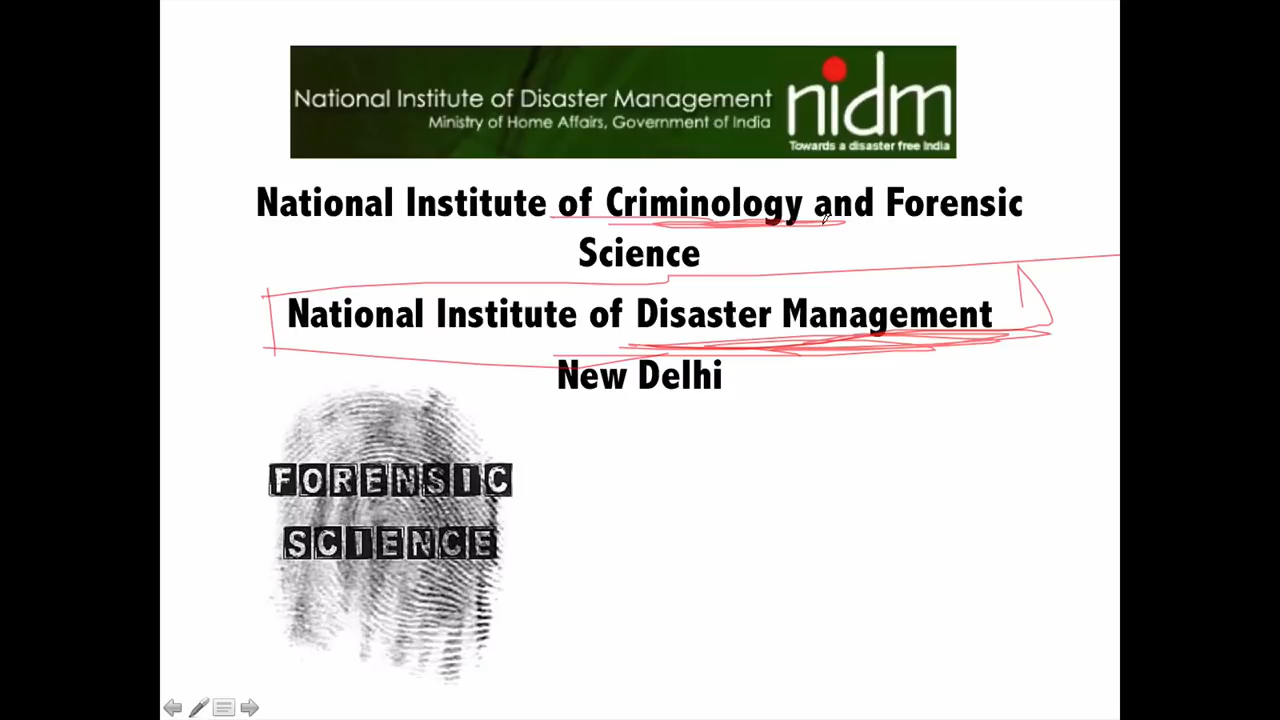 National Institute of Disaster Management
Ministry of Home Affairs, Government of India
nidm
Towards a disaster free India
National Institute of Criminology and Forensic
Science
National Institute of Disaster Management
New Delhi
FORENSIC
SCIENCE